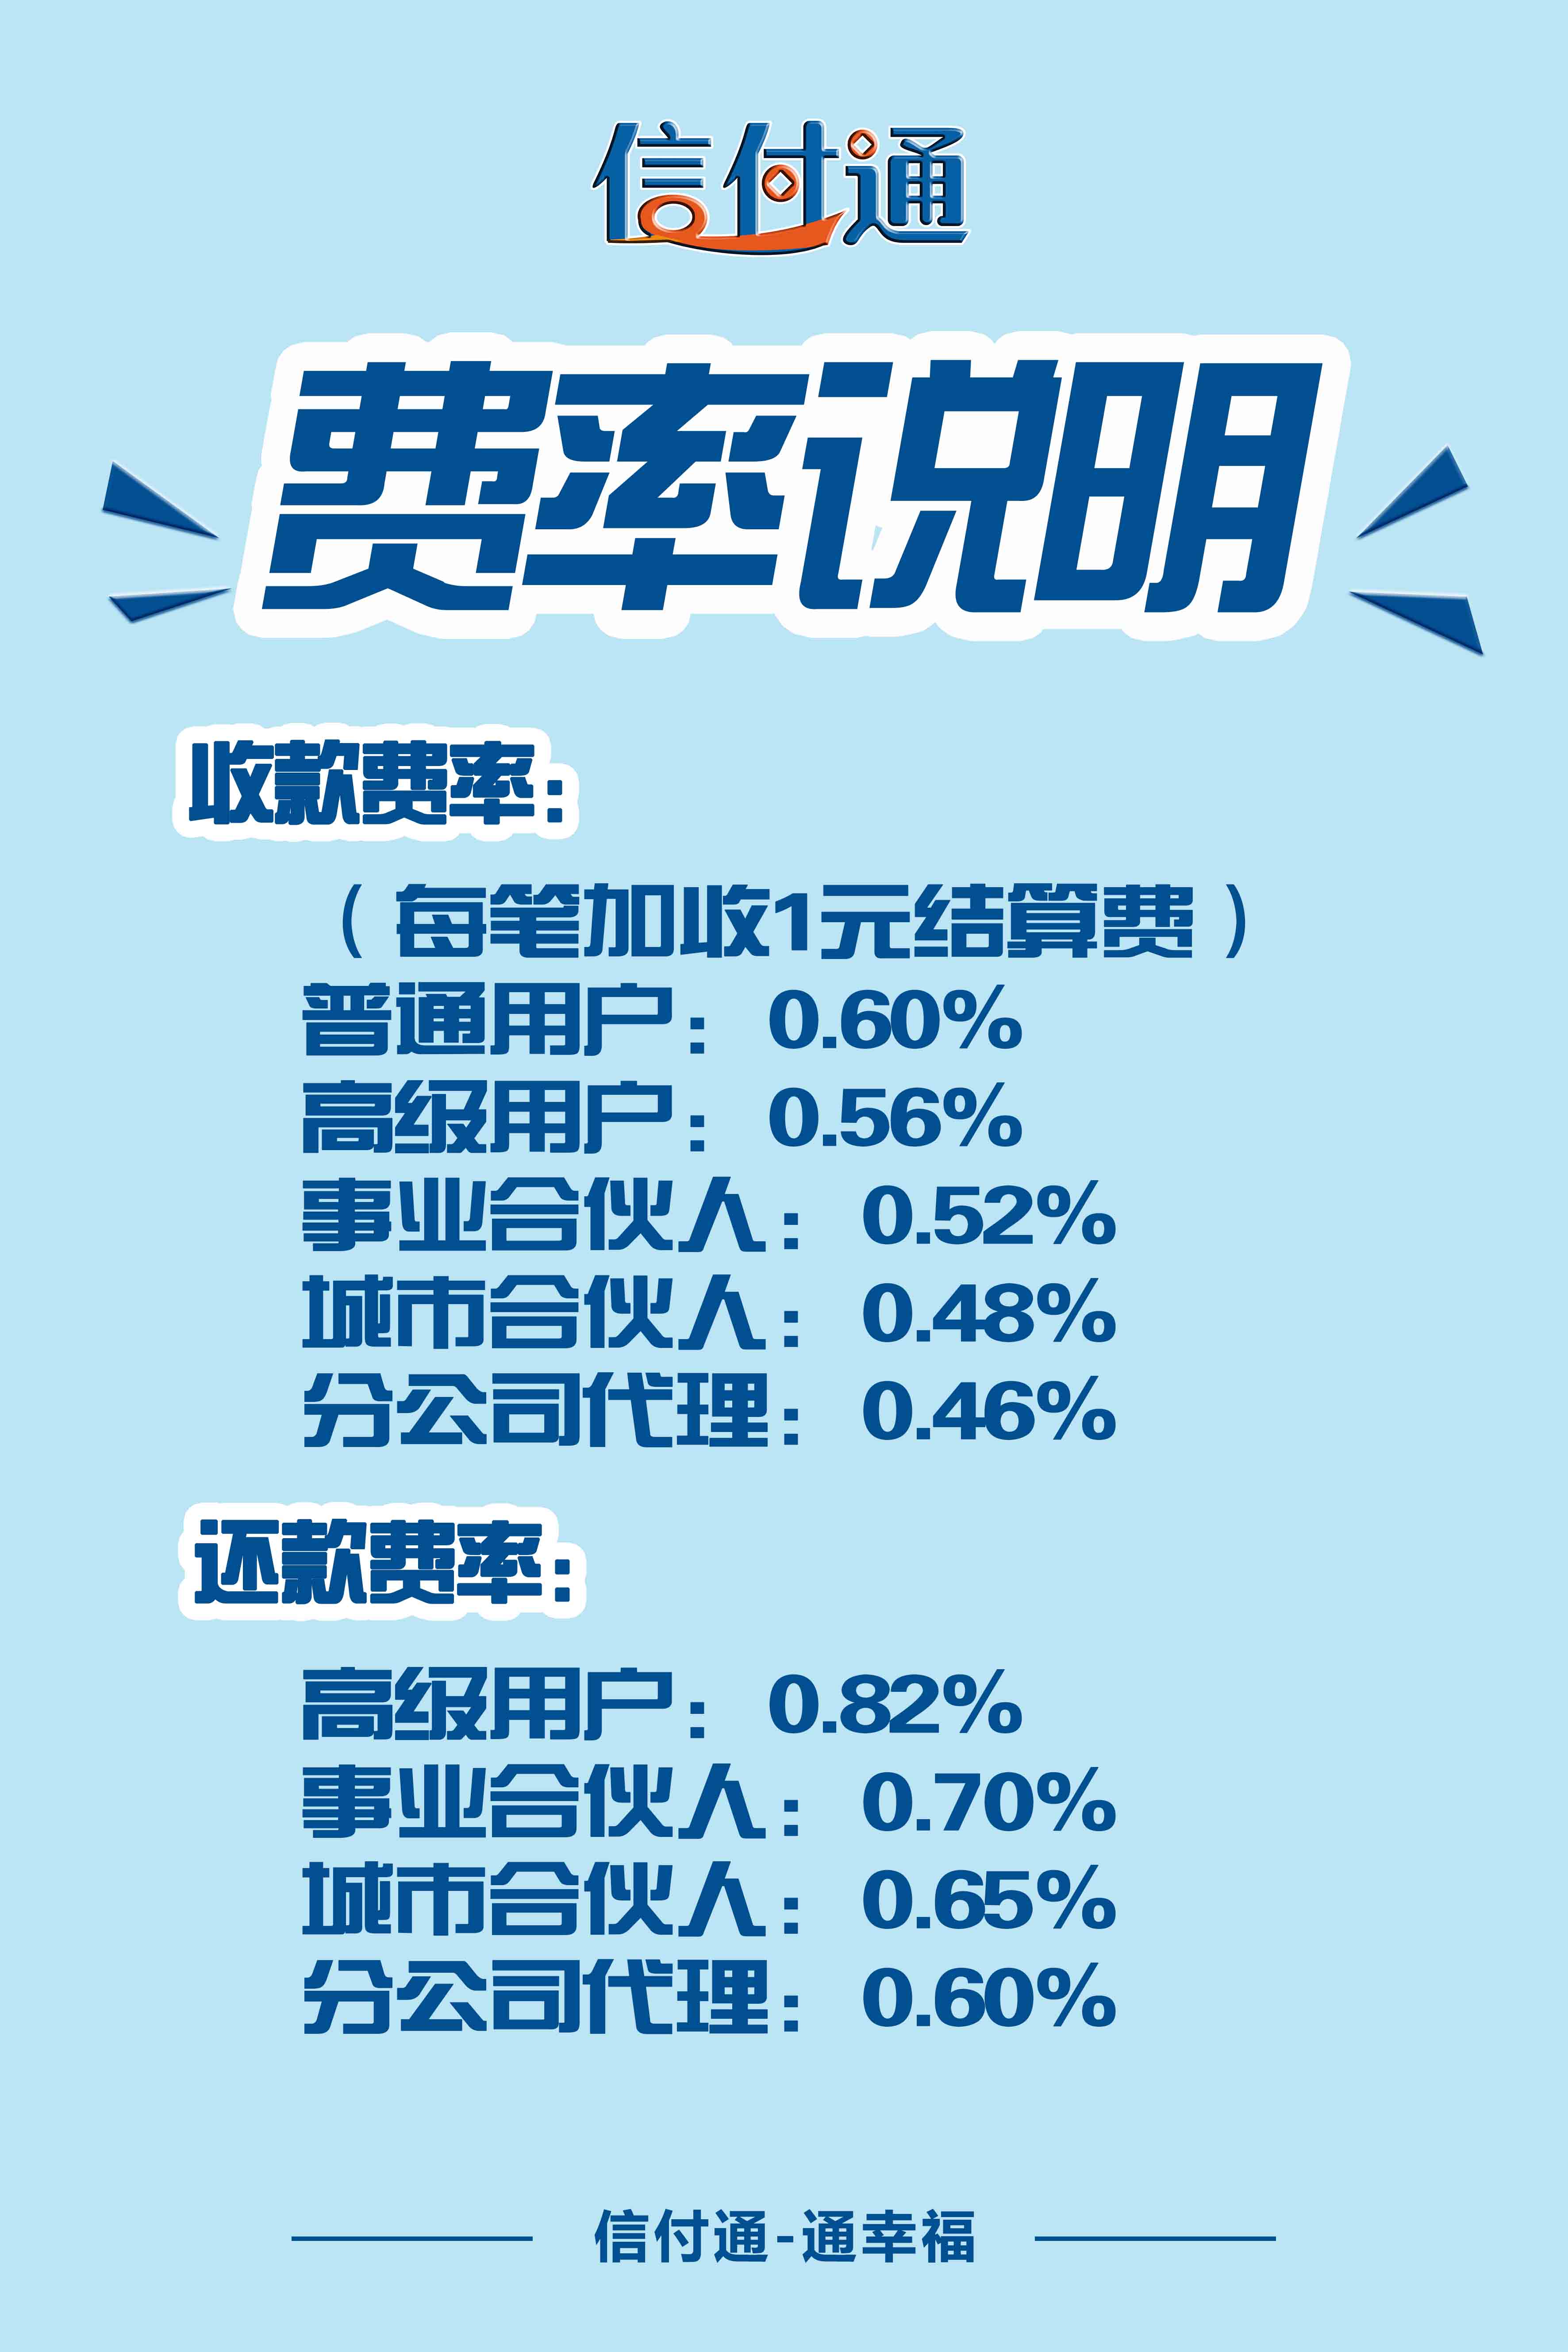 信付通
费率说明
收款费率：
（每笔加收1元结算费）
普通用户：0.60%
高级用户：0.56%
事业合伙人：0.52%
城市合伙人：0.48%
分公司代理：0.46%
还款费率：
高级用户：0.82%
事业合伙人：0.70%
城市合伙人：0.65%
分公司代理：0.60%
信付通-通幸福